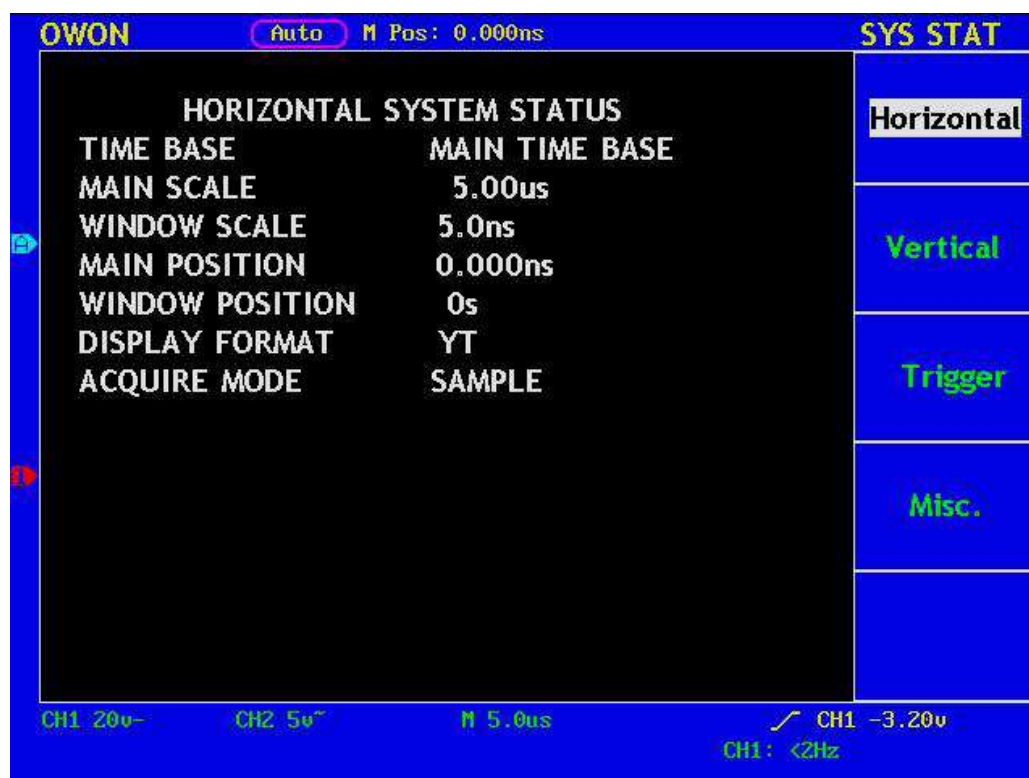 OWON Auto M Pos: 0.000ns SYS STAT
HORIZONTAL SYSTEM STATUS
TIME BASE MAIN TIME BASE
MAIN SCALE 5.00us
WINDOW SCALE 5.0ns
MAIN POSITION 0.000ns
WINDOW POSITION 0s
DISPLAY FORMAT YT
ACQUIRE MODE SAMPLE
Horizontal
Vertical
Trigger
Misc.
A
1
CH1 20v- CH2 5v~ M 5.0us CH1 -3.20v
CH1: <2Hz